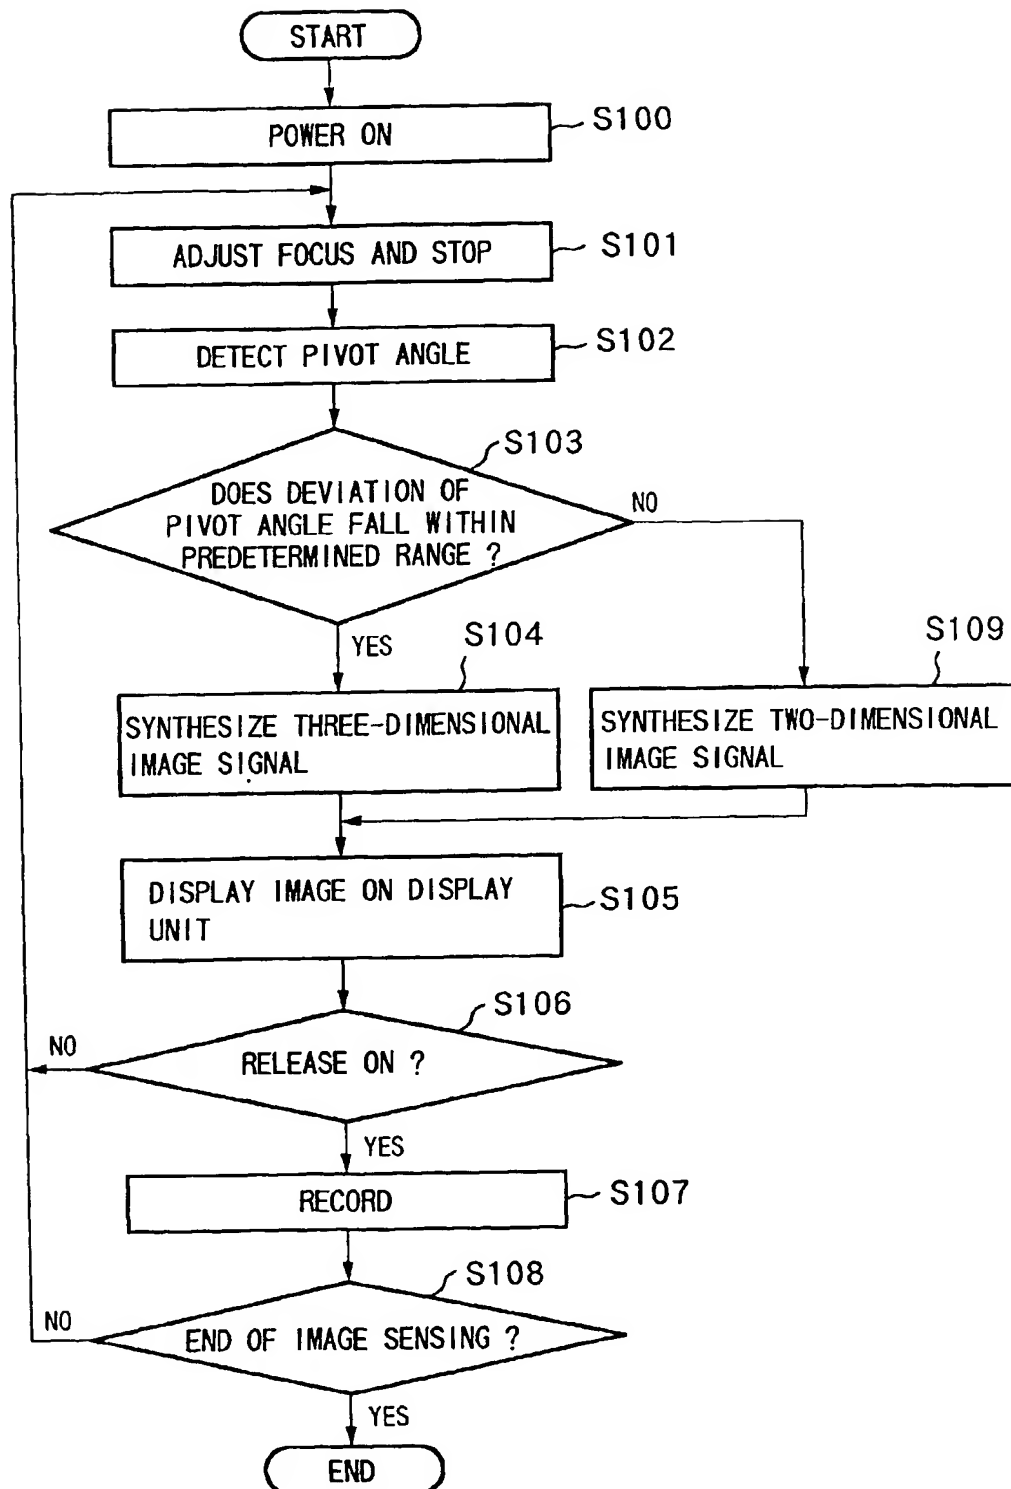 START
POWER ON
S100
ADJUST FOCUS AND STOP
S101
DETECT PIVOT ANGLE
S102
S103
DOES DEVIATION OF
PIVOT ANGLE FALL WITHIN
PREDETERMINED RANGE ?
NO
YES
S104
S109
SYNTHESIZE THREE-DIMENSIONAL
IMAGE SIGNAL
SYNTHESIZE TWO-DIMENSIONAL
IMAGE SIGNAL
DISPLAY IMAGE ON DISPLAY
UNIT
S105
S106
NO
RELEASE ON ?
YES
RECORD
S107
S108
NO
END OF IMAGE SENSING ?
YES
END